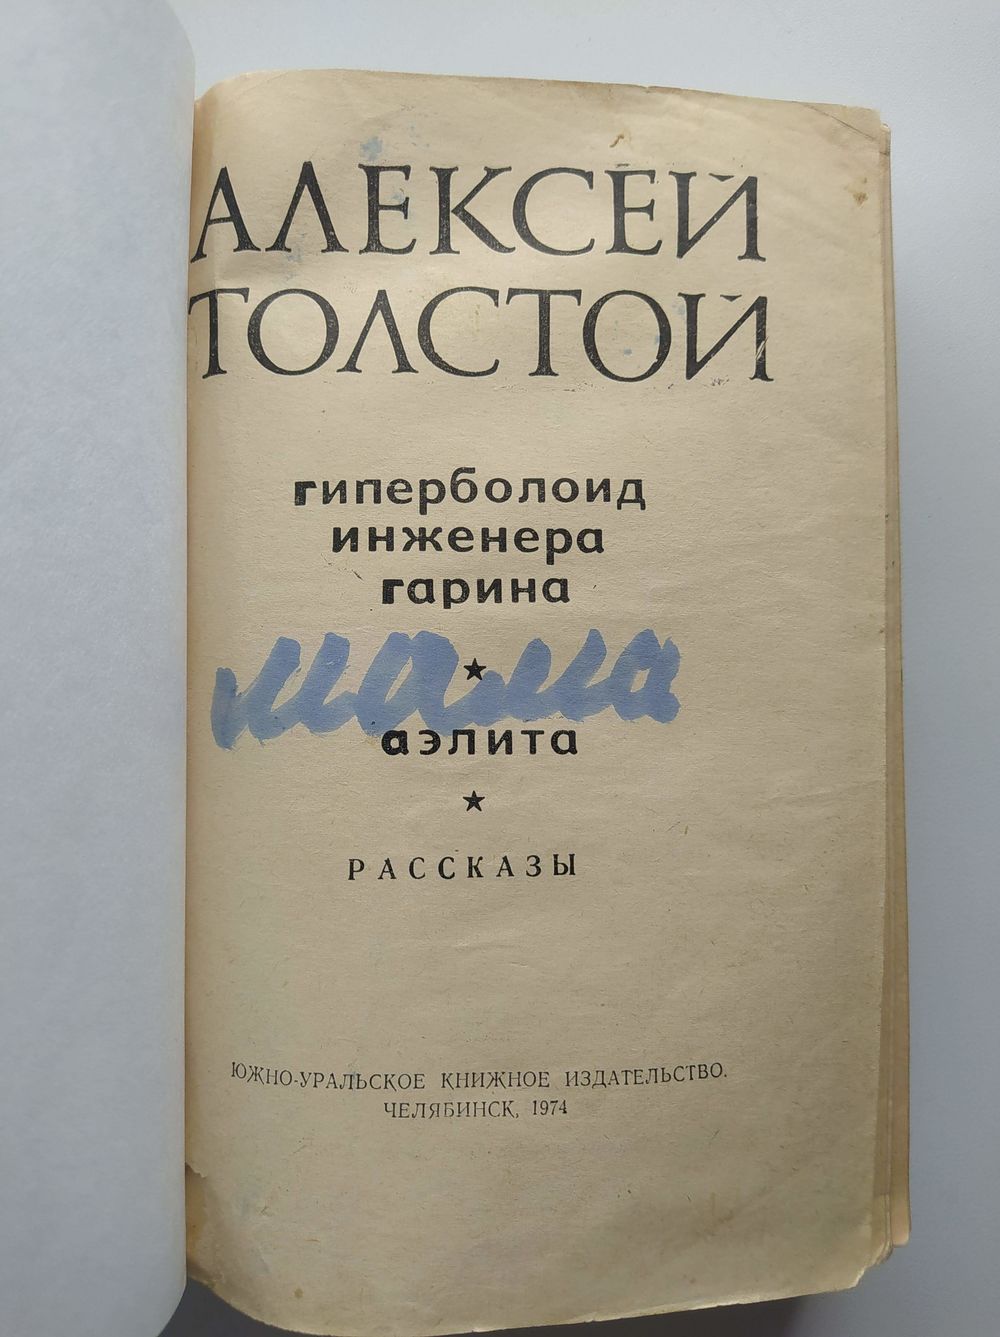 АЛЕКСЕЙ
ТОЛСТОЙ
гиперболоид
инженера
гарина
мама
★
аэлита
★
РАССКАЗЫ
ЮЖНО-УРАЛЬСКОЕ КНИЖНОЕ ИЗДАТЕЛЬСТВО.
ЧЕЛЯБИНСК, 1974